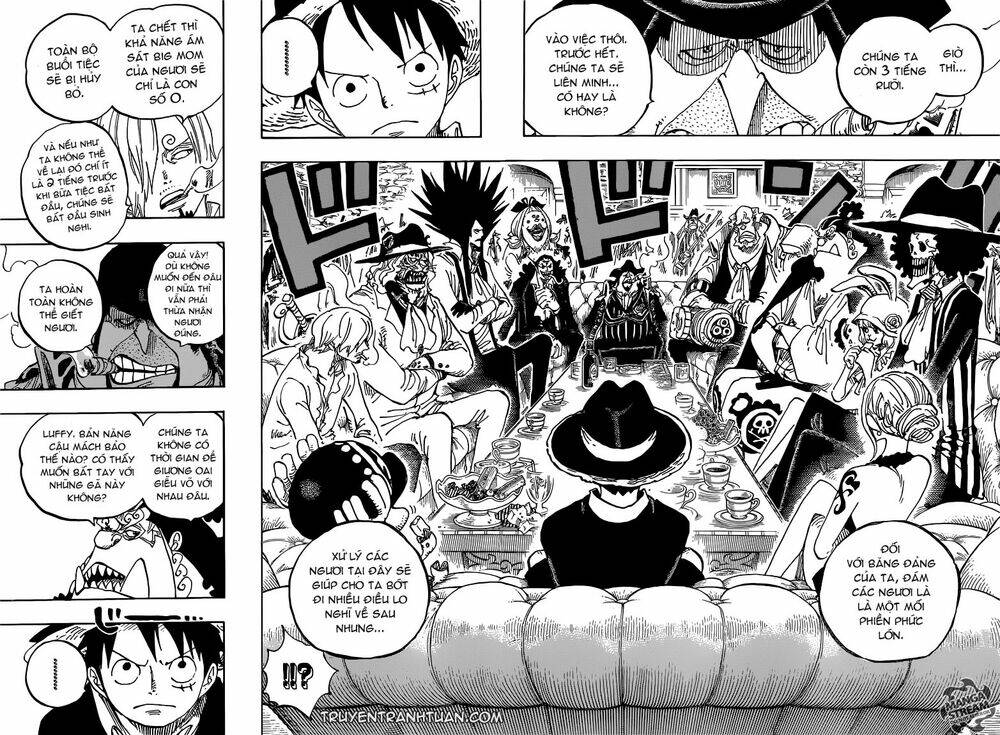 GIỜ
THÌ...
CHÚNG TA
CÒN 3 TIẾNG
RƯỠI.
VÀO VIỆC THÔI.
TRƯỚC HẾT.
CHÚNG TA SẼ
LIÊN MINH...
CÓ HAY LÀ
KHÔNG?
ĐỐI
VỚI BĂNG ĐẢNG
CỦA TA, ĐÁM
CÁC NGƯƠI LÀ
LÀ MỘT MỐI
PHIỀN PHỨC
LỚN.
XỬ LÝ CÁC
NGƯƠI TẠI ĐÂY SẼ
GIÚP CHO TA BỚT
ĐI NHIỀU ĐIỀU LO
NGHĨ VỀ SAU
NHƯNG...
!!?
ド
ド
ド
TA CHẾT THÌ
KHẢ NĂNG ÁM
SÁT BIG MOM
CỦA NGƯƠI SẼ
CHỈ LÀ CON
SỐ 0.
TOÀN BỘ
BUỔI TIỆC
SẼ BỊ HỦY
BỎ.
VÀ NẾU NHƯ
TA KHÔNG THỂ
VỀ LẠI ĐÓ CHÍ ÍT
LÀ 2 TIẾNG TRƯỚC
KHI BỮA TIỆC BẮT
ĐẦU, CHÚNG SẼ
BẮT ĐẦU SINH
NGHI.
QUẢ VẬY!
DÙ KHÔNG
MUỐN ĐẾN ĐÂU
ĐI NỮA THÌ
VẪN PHẢI
THỪA NHẬN
NGƯƠI
ĐÚNG.
TA HOÀN
TOÀN KHÔNG
THỂ GIẾT
NGƯƠI.
CHÚNG TA
KHÔNG CÓ
THỜI GIAN ĐỂ
GIƯƠNG OAI
GIỄU VÕ VỚI
NHAU ĐÂU.
LUFFY. BẢN NĂNG
CẬU MÁCH BẢO
THẾ NÀO? CÓ THẤY
MUỐN BẮT TAY VỚI
NHỮNG GÃ NÀY
KHÔNG?
TRUYENTRANHTUAN.COM
MANGA
STREAM